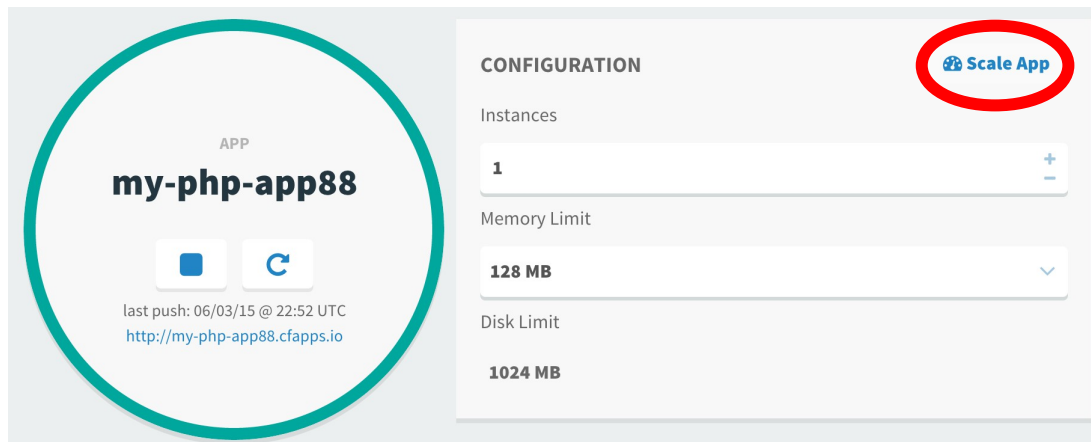 APP
my-php-app88
last push: 06/03/15 @ 22:52 UTC
http://my-php-app88.cfapps.io
CONFIGURATION
Scale App
Instances
1
Memory Limit
128 MB
Disk Limit
1024 MB